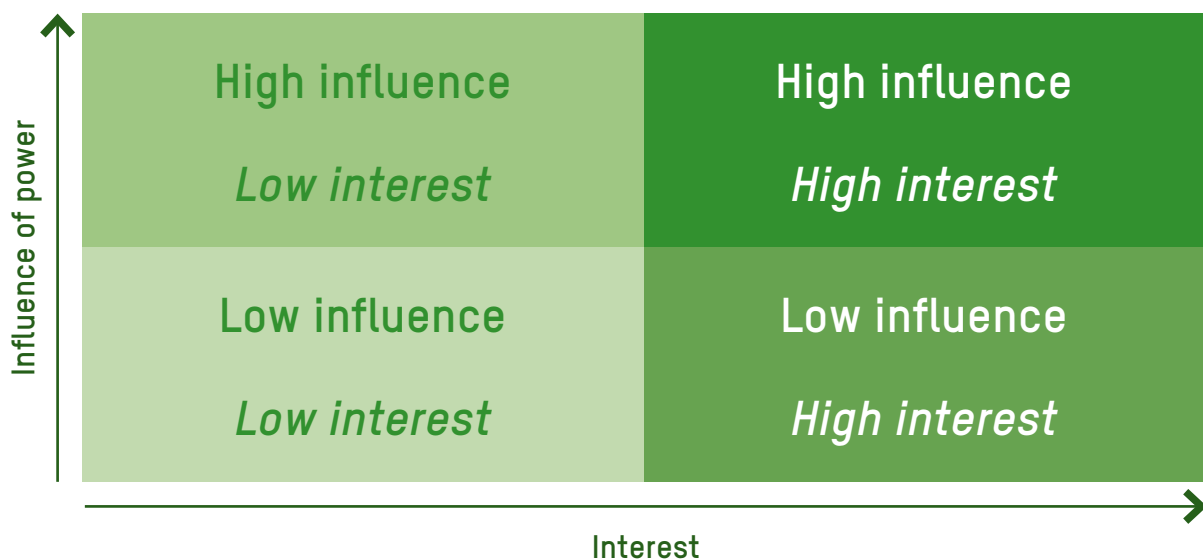 Influence of power
High influence
Low interest
High influence
High interest
Low influence
Low interest
Low influence
High interest
Interest